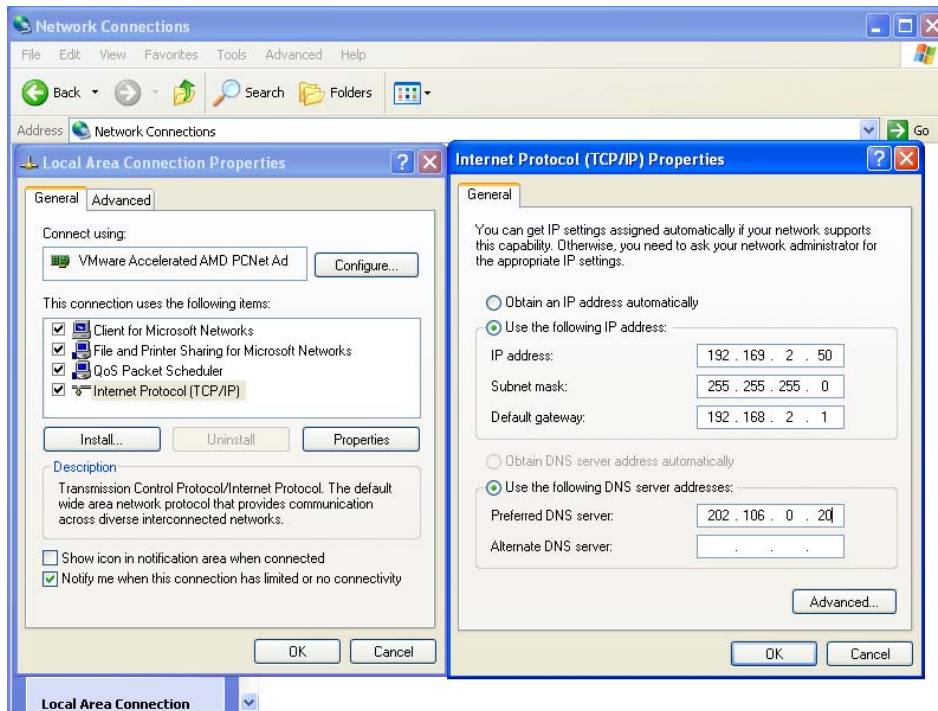 Network Connections
File Edit View Favorites Tools Advanced Help
Back Search Folders
Address Network Connections Go
Local Area Connection Properties
General Advanced
Connect using:
VMware Accelerated AMD PCNet Ad
Configure...
This connection uses the following items:
Client for Microsoft Networks
File and Printer Sharing for Microsoft Networks
QoS Packet Scheduler
Internet Protocol (TCP/IP)
Install... Uninstall Properties
Description
Transmission Control Protocol/Internet Protocol. The default
wide area network protocol that provides communication
across diverse interconnected networks.
Show icon in notification area when connected
Notify me when this connection has limited or no connectivity
OK Cancel
Local Area Connection
Internet Protocol (TCP/IP) Properties
General
You can get IP settings assigned automatically if your network supports
this capability. Otherwise, you need to ask your network administrator for
the appropriate IP settings.
Obtain an IP address automatically
Use the following IP address:
IP address: 192 . 169 . 2 . 50
Subnet mask: 255 . 255 . 255 . 0
Default gateway: 192 . 168 . 2 . 1
Obtain DNS server address automatically
Use the following DNS server addresses:
Preferred DNS server: 202 . 106 . 0 . 20
Alternate DNS server: . . .
Advanced...
OK Cancel